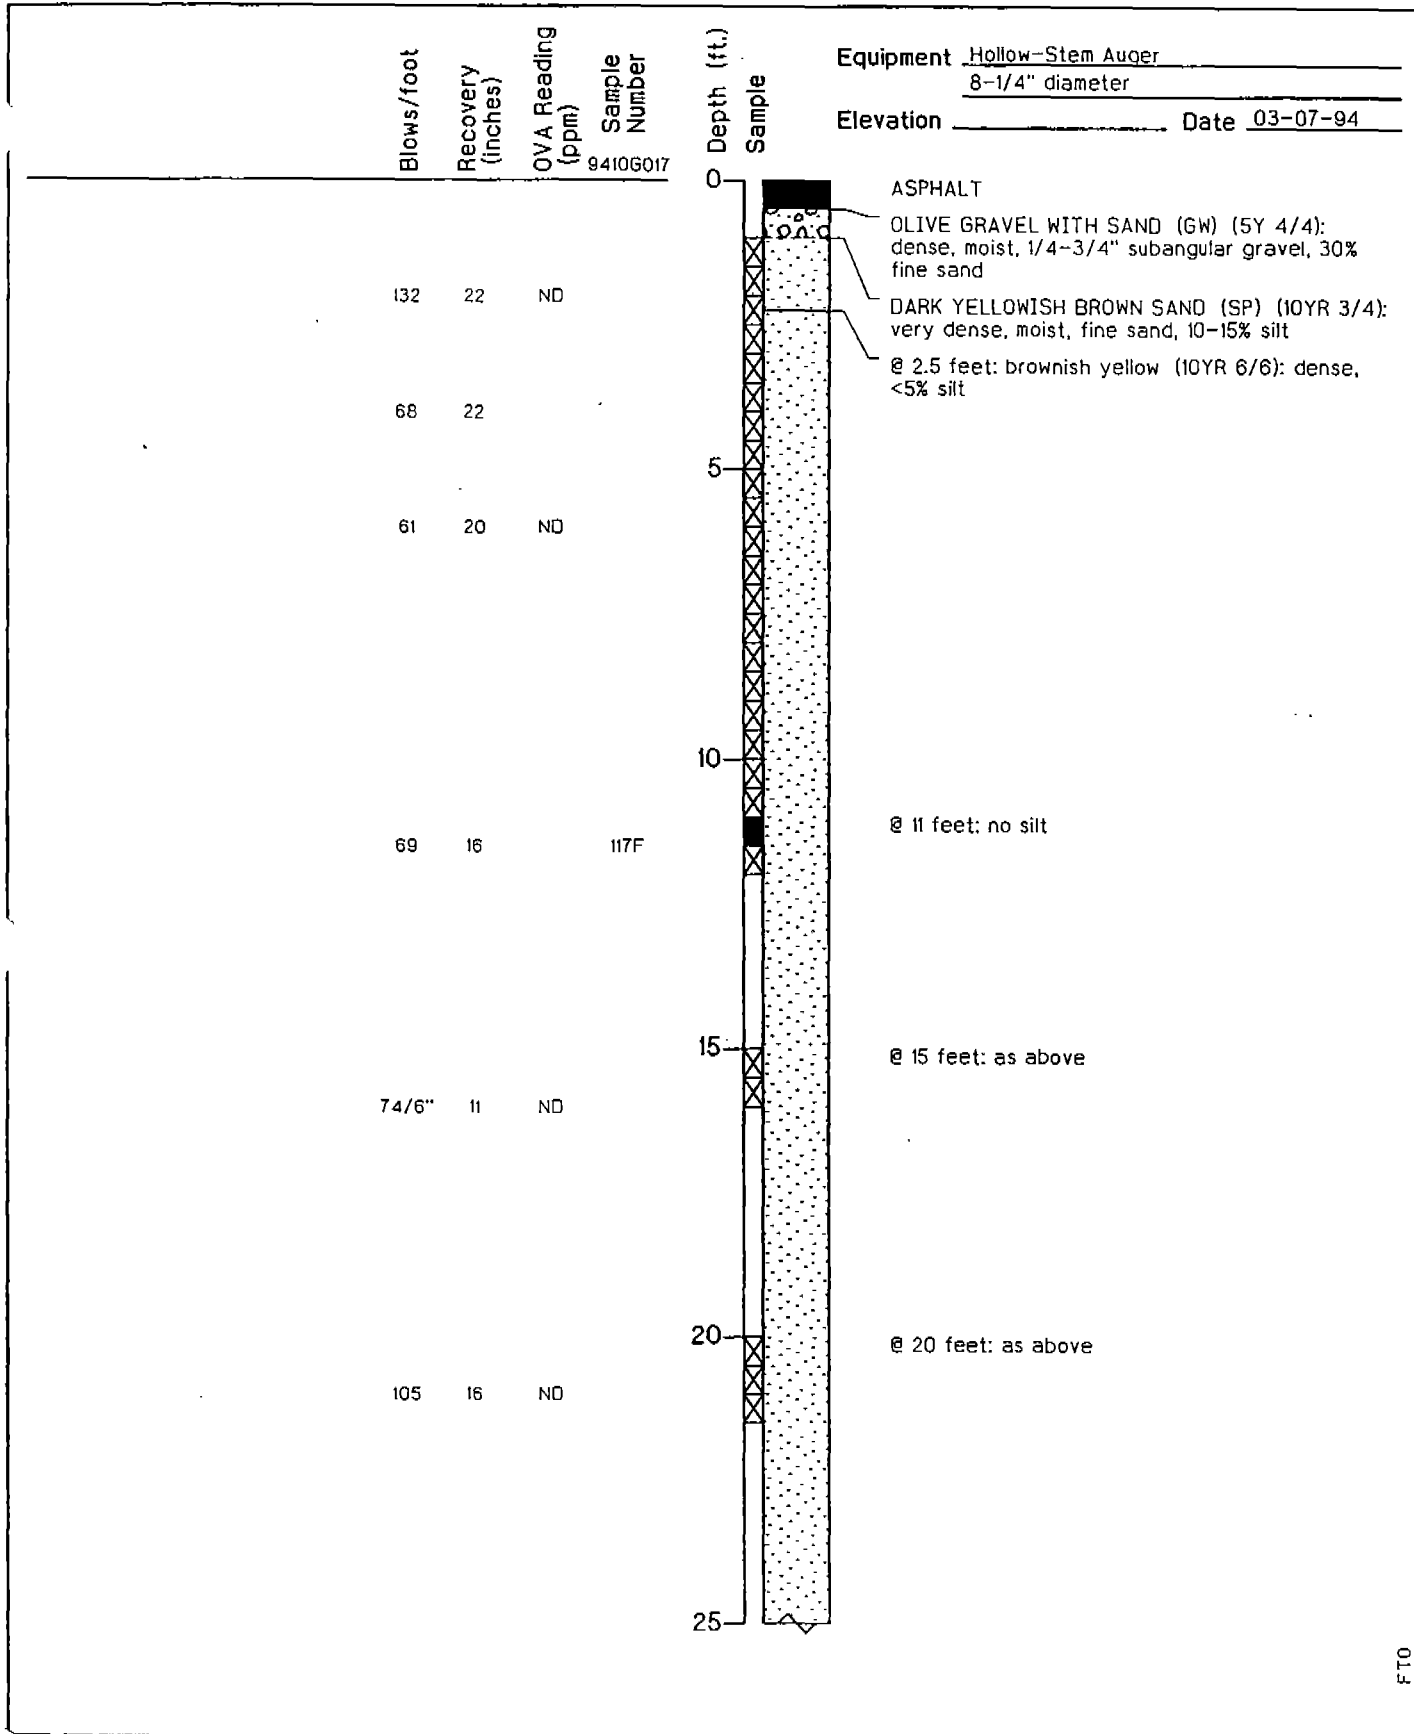 Blows/foot
Recovery
(inches)
OVA Reading
(ppm)
Sample
Number
9410G017
Depth (ft.)
Sample
Equipment Hollow-Stem Auger
8-1/4" diameter
Elevation Date 03-07-94
0
ASPHALT
OLIVE GRAVEL WITH SAND (GW) (5Y 4/4):
dense, moist, 1/4-3/4" subangular gravel, 30%
fine sand
132 22 ND
DARK YELLOWISH BROWN SAND (SP) (10YR 3/4):
very dense, moist, fine sand, 10-15% silt
@ 2.5 feet: brownish yellow (10YR 6/6): dense,
<5% silt
68 22
5
61 20 ND
10
@ 11 feet: no silt
69 16 117F
15
@ 15 feet: as above
74/6" 11 ND
20
@ 20 feet: as above
105 16 ND
25
FTO